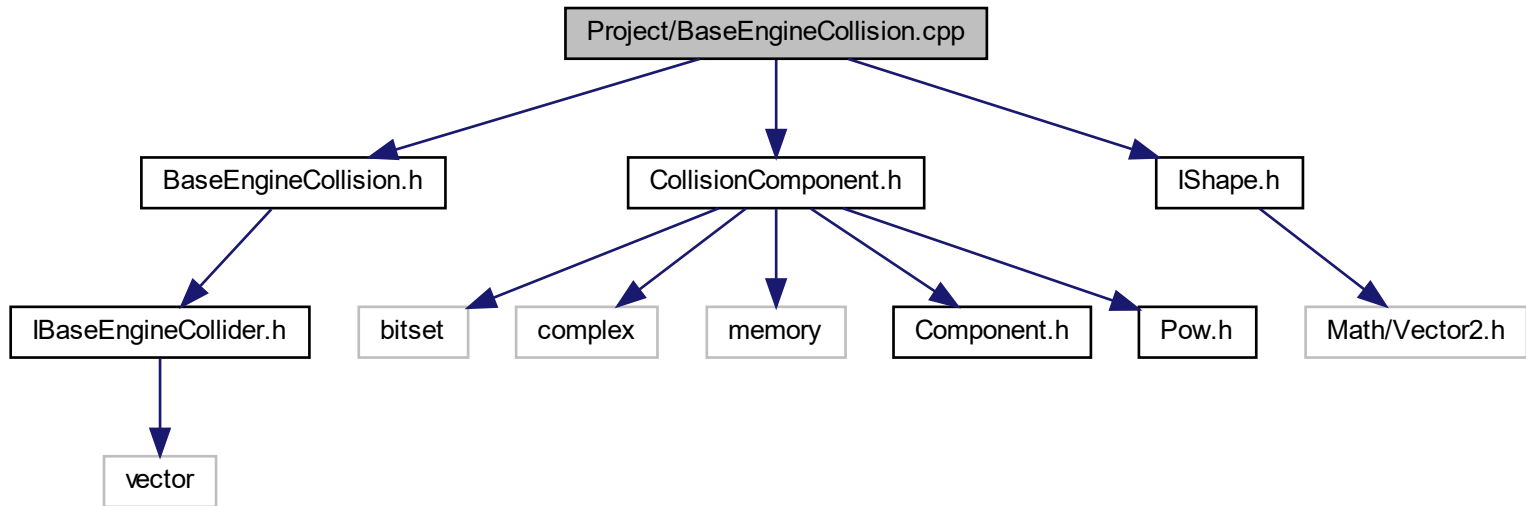 Project/BaseEngineCollision.cpp
BaseEngineCollision.h
CollisionComponent.h
IShape.h
IBaseEngineCollider.h
bitset
complex
memory
Component.h
Pow.h
Math/Vector2.h
vector